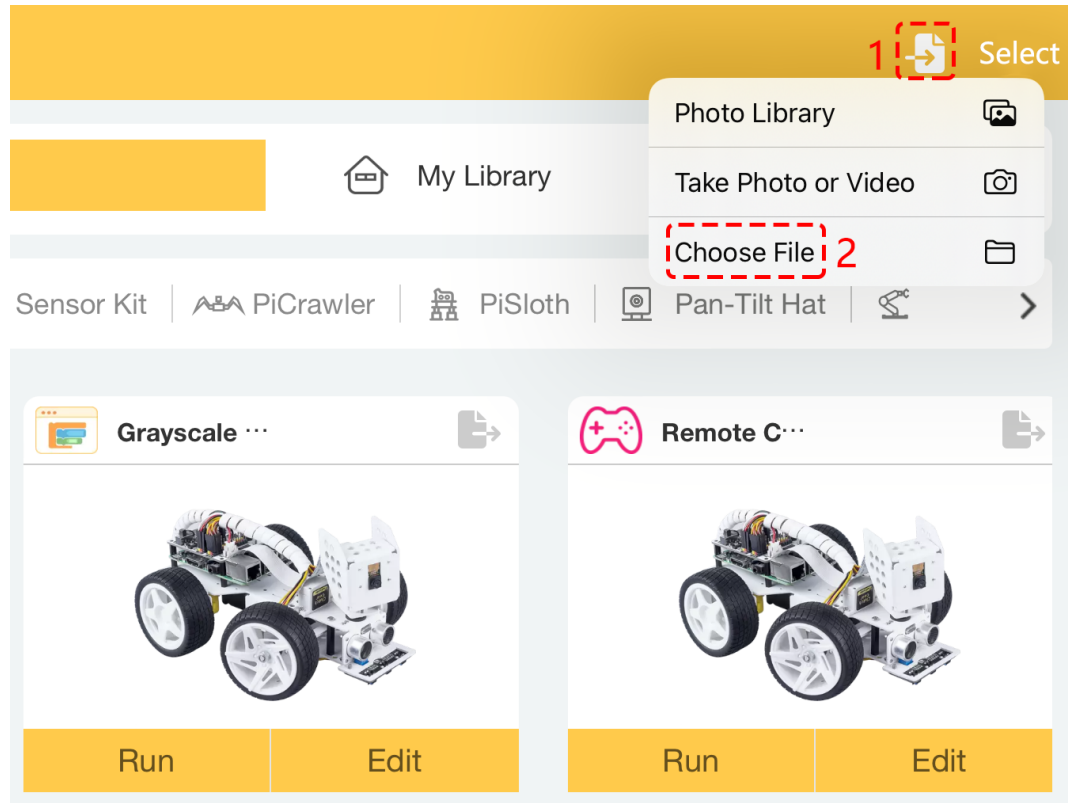 1 Select
Photo Library
My Library
Take Photo or Video
Choose File 2
Sensor Kit PiCrawler PiSloth Pan-Tilt Hat
Grayscale ··· Remote C···
Run Edit Run Edit